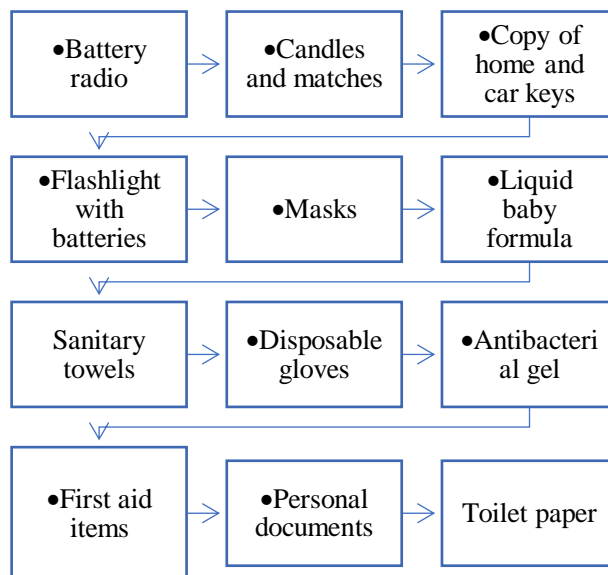 •Battery
radio
•Candles
and matches
•Copy of
home and
car keys
•Flashlight
with
batteries
•Masks
•Liquid
baby
formula
Sanitary
towels
•Disposable
gloves
•Antibacteri
al gel
•First aid
items
•Personal
documents
Toilet paper